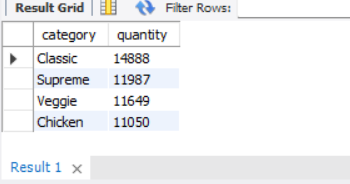 Result Grid Filter Rows:
category quantity
Classic 14888
Supreme 11987
Veggie 11649
Chicken 11050
Result 1 ×